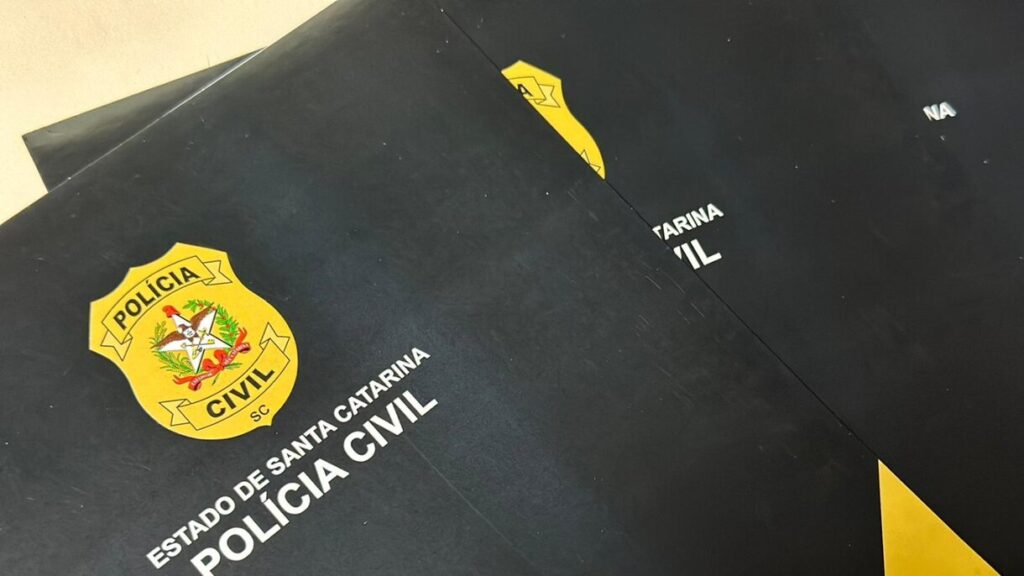 POLÍCIA
CIVIL
SC
ESTADO DE SANTA CATARINA
POLÍCIA CIVIL
A
TARINA
VIL
NA